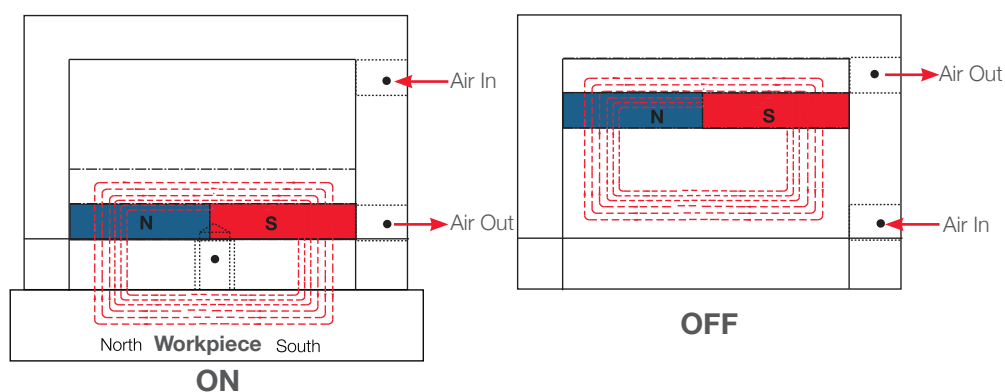 Air In
N S
Air Out
North Workpiece South
ON
Air Out
N S
Air In
OFF